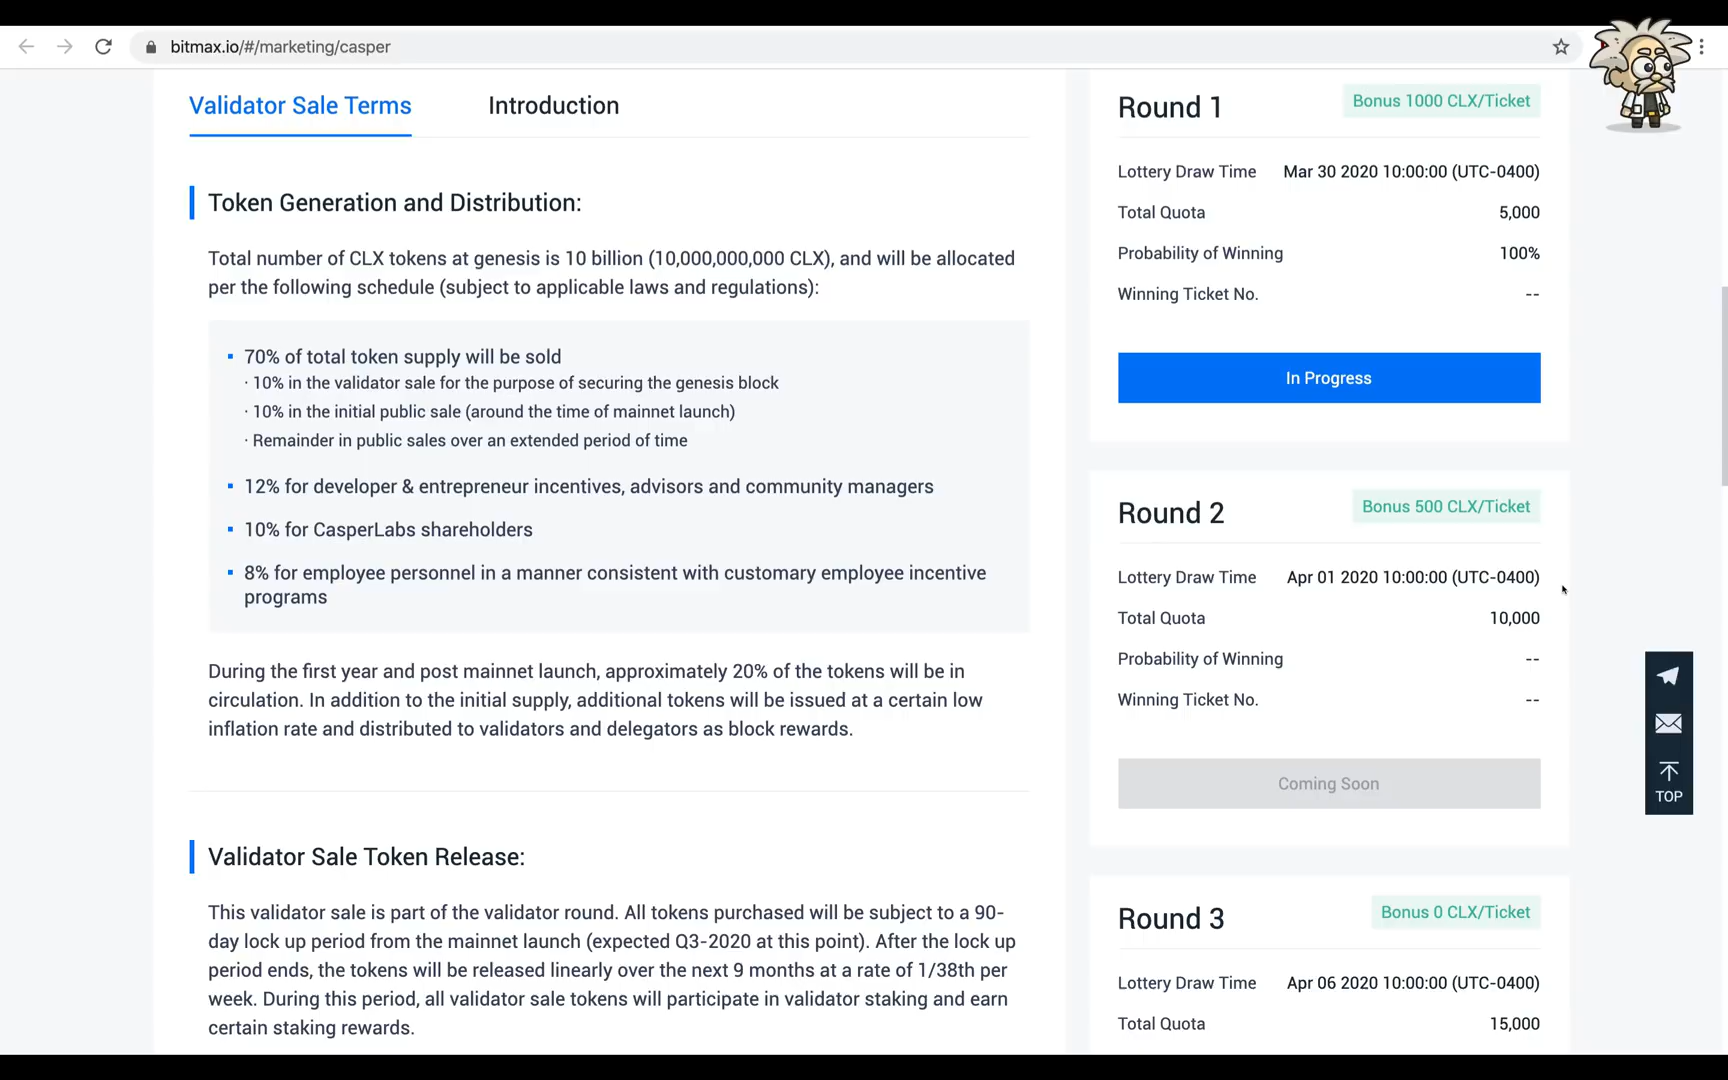 bitmax.io/#/marketing/casper
Validator Sale Terms
Introduction
Token Generation and Distribution:
Total number of CLX tokens at genesis is 10 billion (10,000,000,000 CLX), and will be allocated
per the following schedule (subject to applicable laws and regulations):
70% of total token supply will be sold
· 10% in the validator sale for the purpose of securing the genesis block
· 10% in the initial public sale (around the time of mainnet launch)
· Remainder in public sales over an extended period of time
12% for developer & entrepreneur incentives, advisors and community managers
10% for CasperLabs shareholders
8% for employee personnel in a manner consistent with customary employee incentive
programs
During the first year and post mainnet launch, approximately 20% of the tokens will be in
circulation. In addition to the initial supply, additional tokens will be issued at a certain low
inflation rate and distributed to validators and delegators as block rewards.
Validator Sale Token Release:
This validator sale is part of the validator round. All tokens purchased will be subject to a 90-
day lock up period from the mainnet launch (expected Q3-2020 at this point). After the lock up
period ends, the tokens will be released linearly over the next 9 months at a rate of 1/38th per
week. During this period, all validator sale tokens will participate in validator staking and earn
certain staking rewards.
Round 1
Bonus 1000 CLX/Ticket
Lottery Draw Time Mar 30 2020 10:00:00 (UTC-0400)
Total Quota 5,000
Probability of Winning 100%
Winning Ticket No. --
In Progress
Round 2
Bonus 500 CLX/Ticket
Lottery Draw Time Apr 01 2020 10:00:00 (UTC-0400)
Total Quota 10,000
Probability of Winning --
Winning Ticket No. --
Coming Soon
Round 3
Bonus 0 CLX/Ticket
Lottery Draw Time Apr 06 2020 10:00:00 (UTC-0400)
Total Quota 15,000
TOP